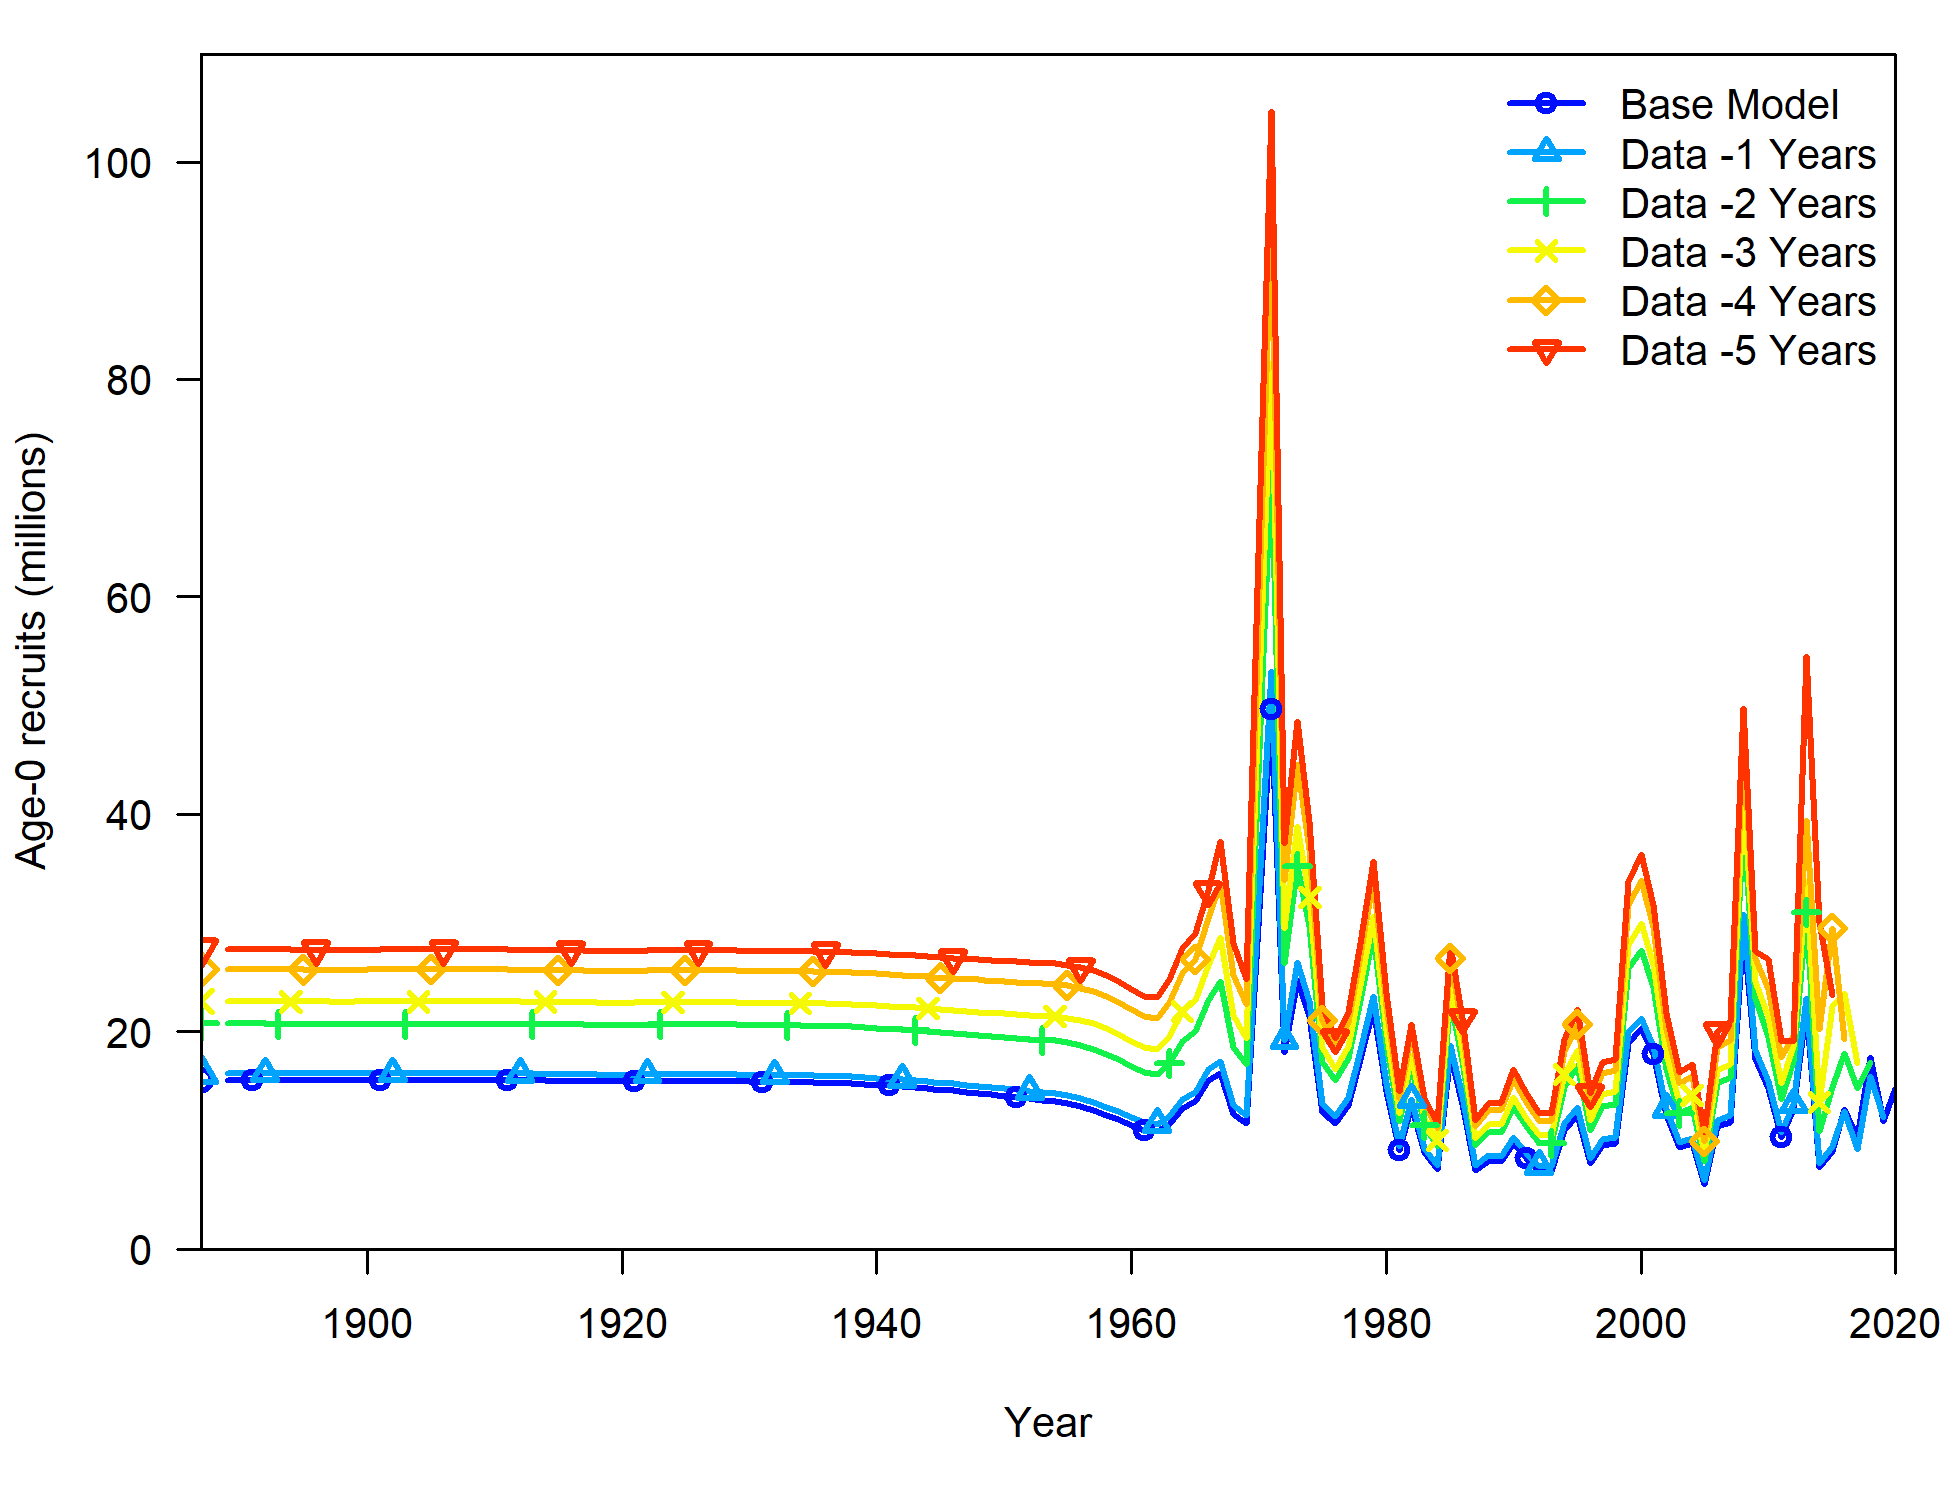 Base Model
Data -1 Years
Data -2 Years
Data -3 Years
Data -4 Years
Data -5 Years
100
80
60
40
20
0
Age-0 recruits (millions)
1900 1920 1940 1960 1980 2000 2020
Year